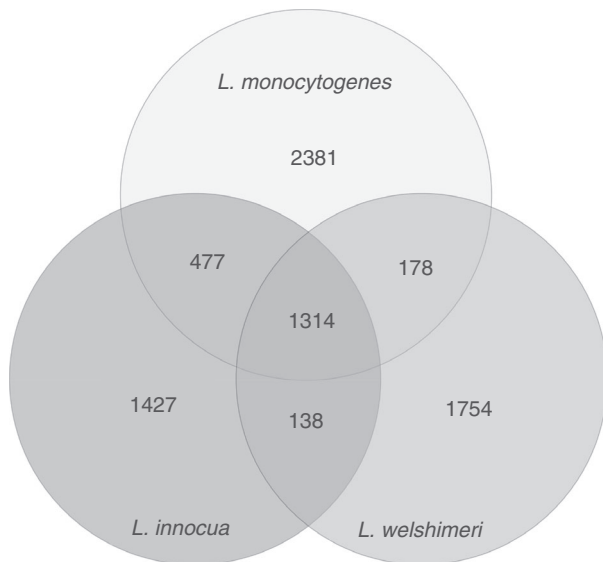 L. monocytogenes
2381
477
178
1314
1427
138
1754
L. innocua
L. welshimeri